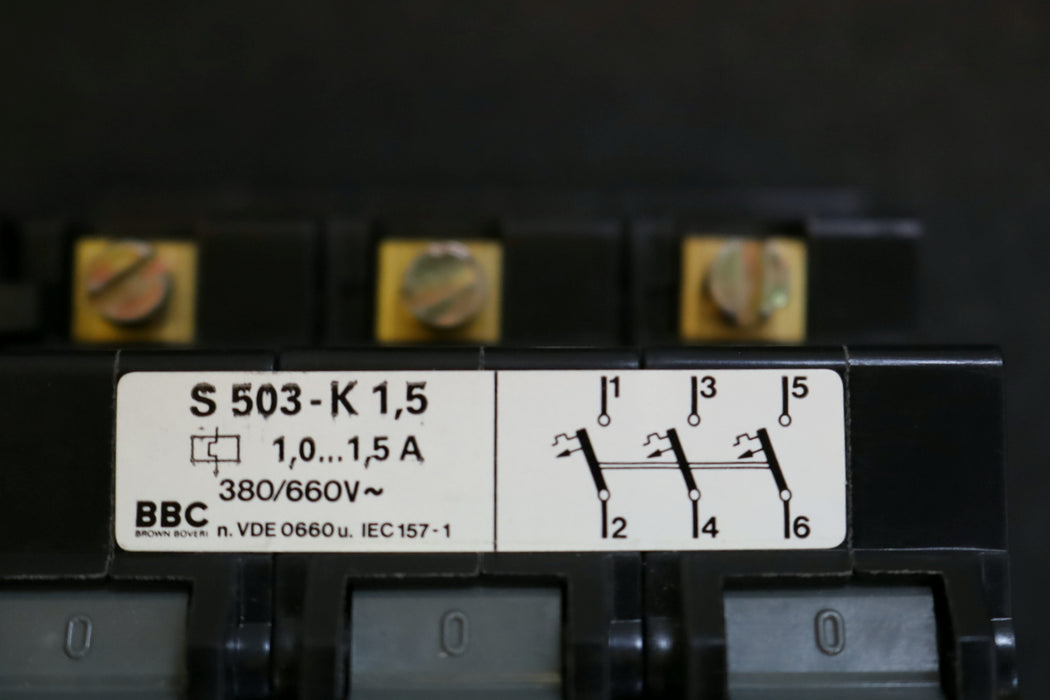 S 503-K 1,5
1,0...1,5 A
380/660V~
BBC
BROWN BOVERI
n. VDE 0660 u. IEC 157-1
1 3 5
2 4 6
0 0 0